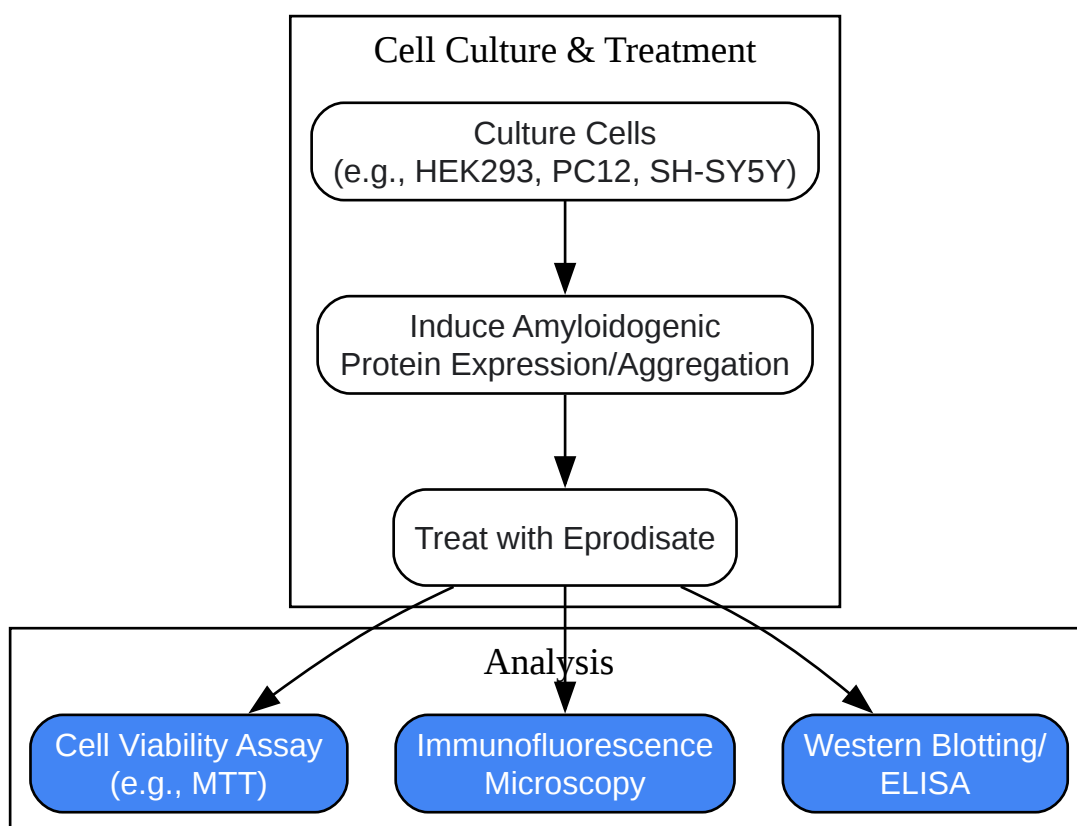 Cell Culture & Treatment
Culture Cells
(e.g., HEK293, PC12, SH-SY5Y)
Induce Amyloidogenic
Protein Expression/Aggregation
Treat with Eprodisate
Analysis
Cell Viability Assay
(e.g., MTT)
Immunofluorescence
Microscopy
Western Blotting/
ELISA